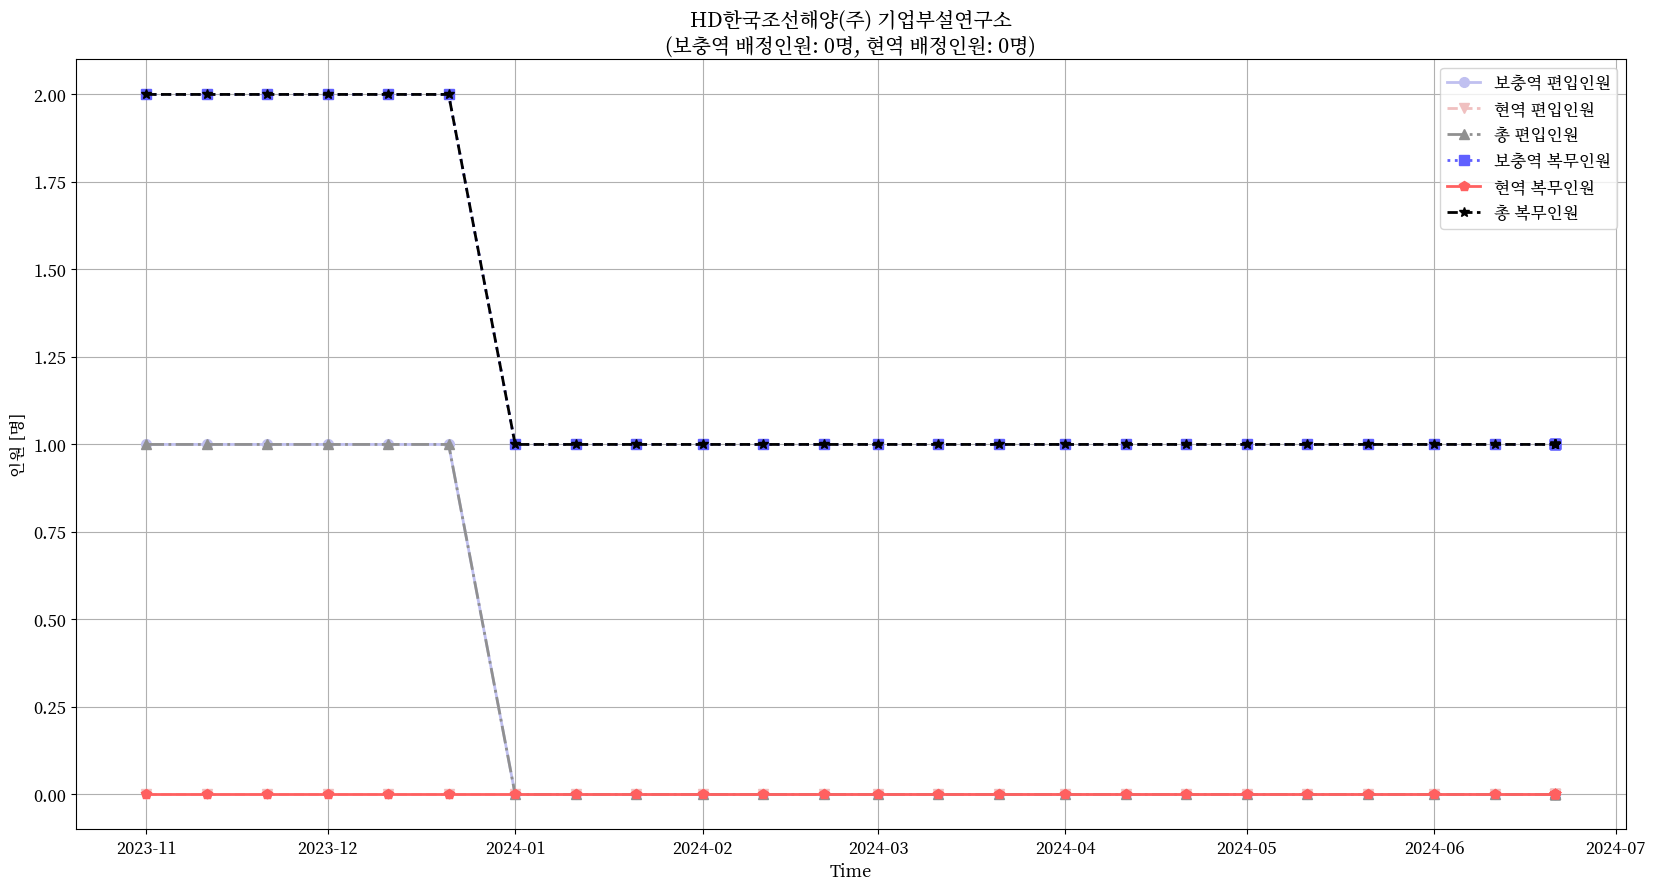 HD한국조선해양(주) 기업부설연구소
(보충역 배정인원: 0명, 현역 배정인원: 0명)
보충역 편입인원
현역 편입인원
총 편입인원
보충역 복무인원
현역 복무인원
총 복무인원
인원 [명]
2.00
1.75
1.50
1.25
1.00
0.75
0.50
0.25
0.00
2023-11 2023-12 2024-01 2024-02 2024-03 2024-04 2024-05 2024-06 2024-07
Time